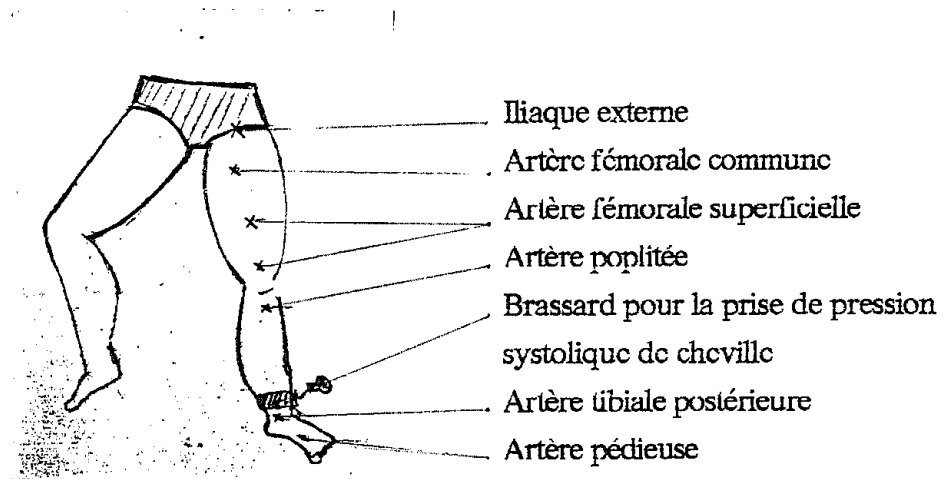 Iliaque externe
Artère fémorale commune
Artère fémorale superficielle
Artère poplitée
Brassard pour la prise de pression
systolique de cheville
Artère tibiale postérieure
Artère pédieuse